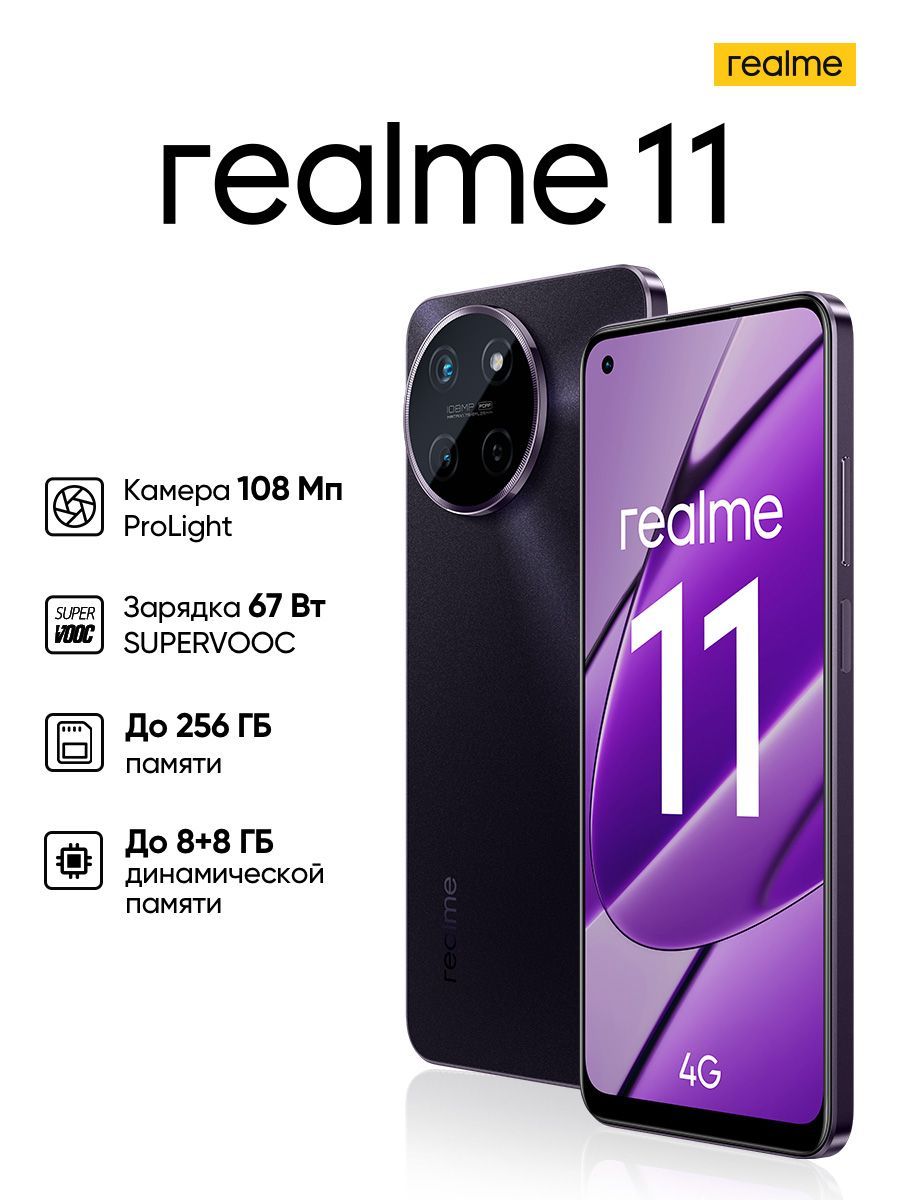 realme
realme 11
108MP
Камера 108 Мп
ProLight
SUPER
VOOC
Зарядка 67 Вт
SUPERVOOC
До 256 ГБ
памяти
До 8+8 ГБ
динамической
памяти
realme
realme
11
4G